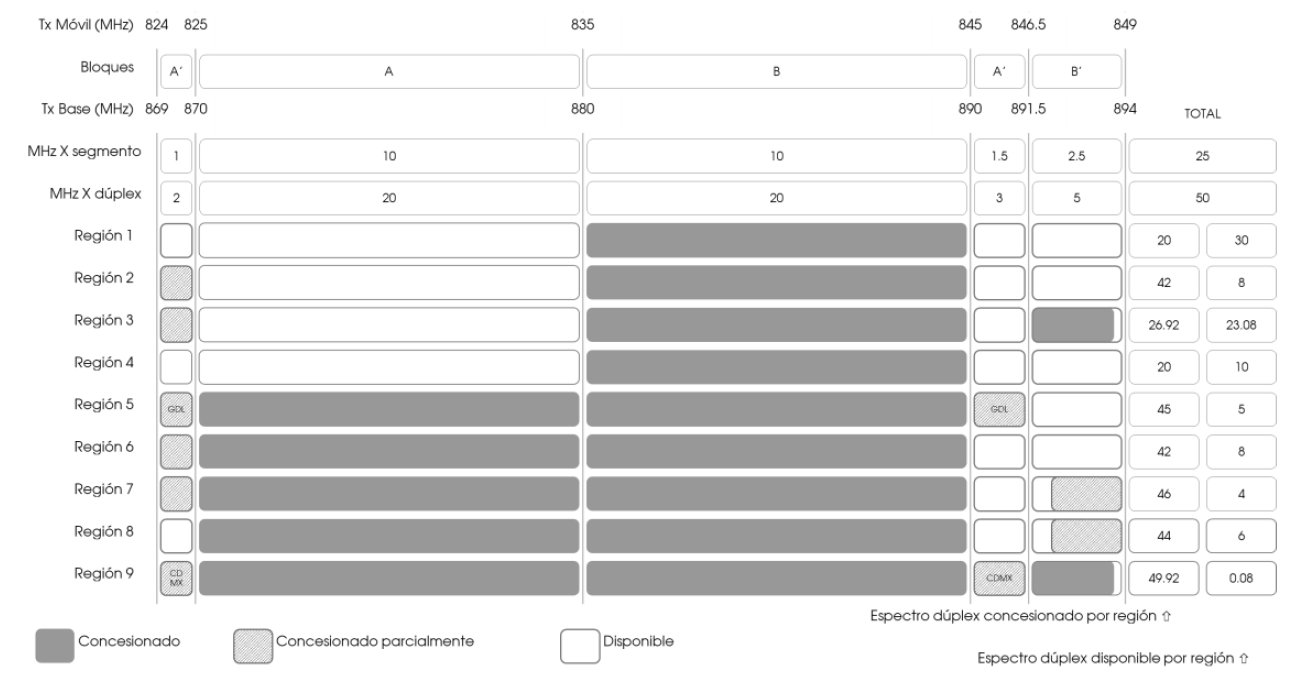 Tx Móvil (MHz) 824 825 835 845 846.5 849
Bloques A´ A B A´ B´
Tx Base (MHz) 869 870 880 890 891.5 894 TOTAL
MHz X segmento 1 10 10 1.5 2.5 25
MHz X dúplex 2 20 20 3 5 50
Región 1 20 30
Región 2 42 8
Región 3 26.92 23.08
Región 4 20 10
Región 5 GDL GDL 45 5
Región 6 42 8
Región 7 46 4
Región 8 44 6
Región 9 CD MX CDMX 49.92 0.08
Espectro dúplex concesionado por región ⇧
Concesionado Concesionado parcialmente Disponible
Espectro dúplex disponible por región ⇧